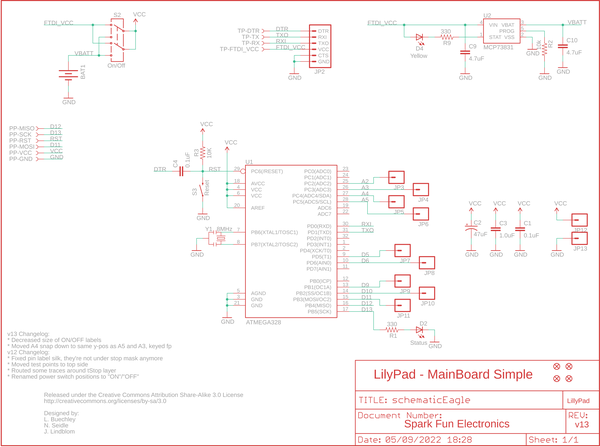 S2
VCC
FTDI_VCC
VBATT
On/Off
BAT1
GND
TP-DTR DTR
TP-TX TXO
TP-RX RXI
TP-FTDI_VCC FTDI_VCC
DTR
RXI
VCC
CTS
GND
JP2
GND
FTDI_VCC
U2
VBATT
VIN VBAT
PROG
STAT VSS
MCP73831
D4
Yellow
330
R9
C9
4.7uF
GND
GND
10k
R2
C10
4.7uF
GND
PP-MISO D12
PP-SCK D13
PP-RST RST
PP-MOSI D11
PP-VCC VCC
PP-GND GND
VCC
R3
10K
DTR
C4
0.1uF
RST
S3
Reset
GND
VCC
U1
PC6(/RESET)
AVCC
VCC
VCC
AREF
PB6(XTAL1/TOSC1)
PB7(XTAL2/TOSC2)
AGND
GND
GND
ATMEGA328
GND
Y1 8MHz
GND
PC0(ADC0)
PC1(ADC1)
PC2(ADC2)
PC3(ADC3)
PC4(ADC4/SDA)
PC5(ADC5/SCL)
ADC6
ADC7
PD0(RXD)
PD1(TXD)
PD2(INT0)
PD3(INT1)
PD4(XCK/T0)
PD5(T1)
PD6(AIN0)
PD7(AIN1)
PB0(ICP)
PB1(OC1A)
PB2(SS/OC1B)
PB3(MOSI/OC2)
PB4(MISO)
PB5(SCK)
A2
A3
A4
A5
JP3
JP4
JP5
JP6
RXI
TXO
D5
D6
JP7
JP8
D9
D10
D11
D12
D13
JP9
JP10
JP11
330
R1
D2
Status
GND
VCC
C2
47uF
GND
VCC
C3
1.0uF
GND
VCC
C1
0.1uF
GND
VCC
JP12
JP13
GND
v13 Changelog:
* Decreased size of ON/OFF labels
* Moved A4 snap down to same y-pos as A5 and A3, keyed fp
v12 Changelog:
* Fixed pin label silk, they're not under stop mask anymore
* Moved test points to top side
* Routed some traces around tStop layer
* Renamed power switch positions to "ON"/"OFF"
Released under the Creative Commons Attribution Share-Alike 3.0 License
http://creativecommons.org/licenses/by-sa/3.0
Designed by:
L. Buechley
N. Seidle
J. Lindblom
LilyPad - MainBoard Simple
TITLE: schematicEagle
LilyPad
Document Number:
Spark Fun Electronics
REV:
v13
Date: 05/09/2022 18:28
Sheet: 1/1